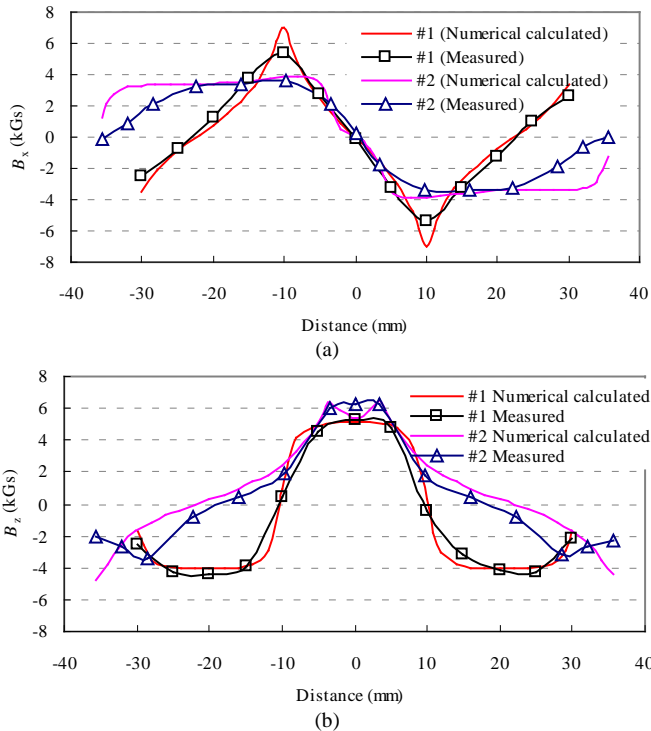 8
6
4
2
0
-2
-4
-6
-8
B_x (kGs)
#1 (Numerical calculated)
#1 (Measured)
#2 (Numerical calculated)
#2 (Measured)
-40 -30 -20 -10 0 10 20 30 40
Distance (mm)
(a)
8
6
4
2
0
-2
-4
-6
-8
B_z (kGs)
#1 Numerical calculated
#1 Measured
#2 Numerical calculated
#2 Measured
-40 -30 -20 -10 0 10 20 30 40
Distance (mm)
(b)